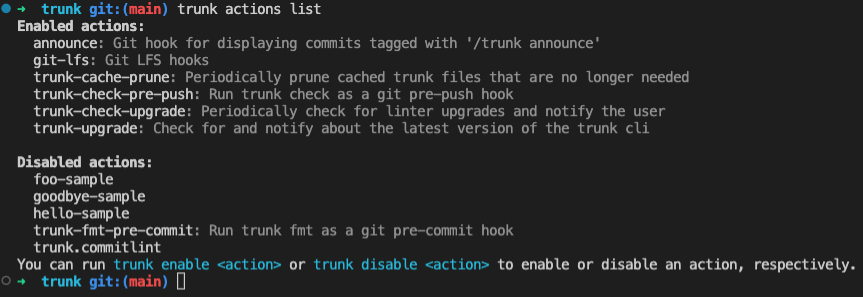 ➜ trunk git:(main) trunk actions list
Enabled actions:
announce: Git hook for displaying commits tagged with '/trunk announce'
git-lfs: Git LFS hooks
trunk-cache-prune: Periodically prune cached trunk files that are no longer needed
trunk-check-pre-push: Run trunk check as a git pre-push hook
trunk-check-upgrade: Periodically check for linter upgrades and notify the user
trunk-upgrade: Check for and notify about the latest version of the trunk cli
Disabled actions:
foo-sample
goodbye-sample
hello-sample
trunk-fmt-pre-commit: Run trunk fmt as a git pre-commit hook
trunk.commitlint
You can run trunk enable <action> or trunk disable <action> to enable or disable an action, respectively.
➜ trunk git:(main)